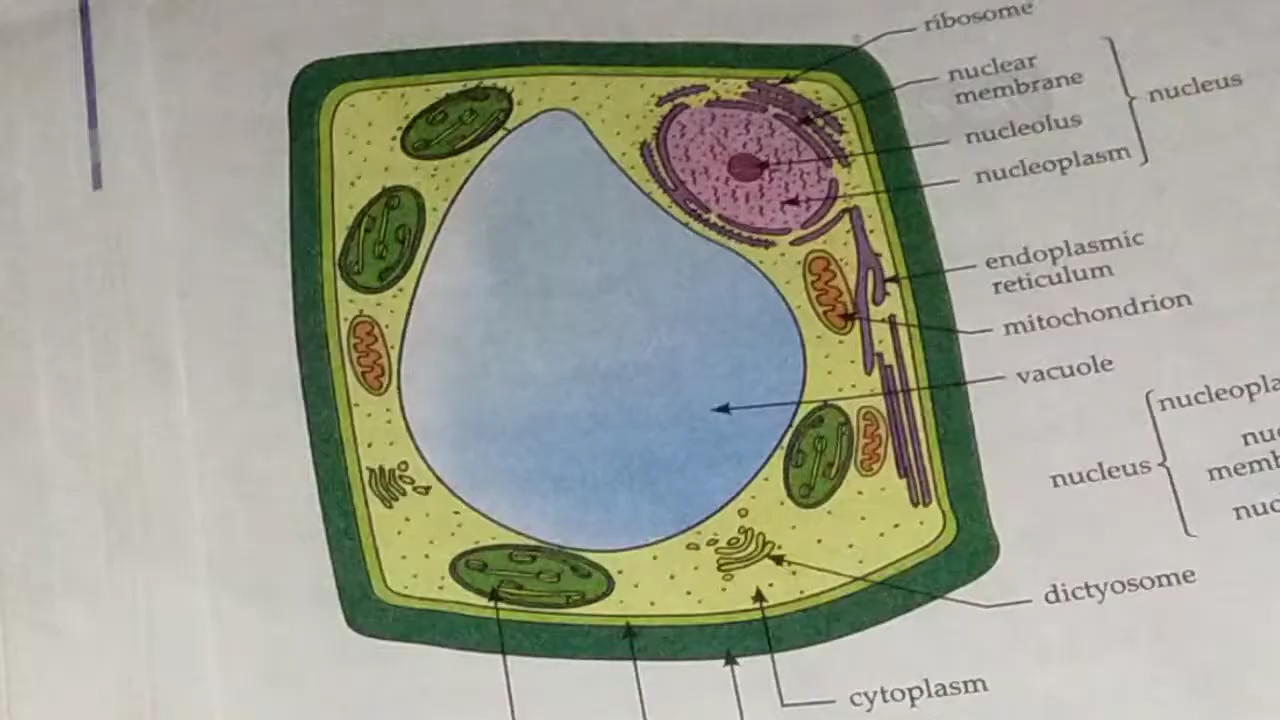 ribosome
nuclear
membrane
nucleus
nucleolus
nucleoplasm
endoplasmic
reticulum
mitochondrion
vacuole
nucleopla
nuc
nucleus
memb
nuc
dictyosome
cytoplasm